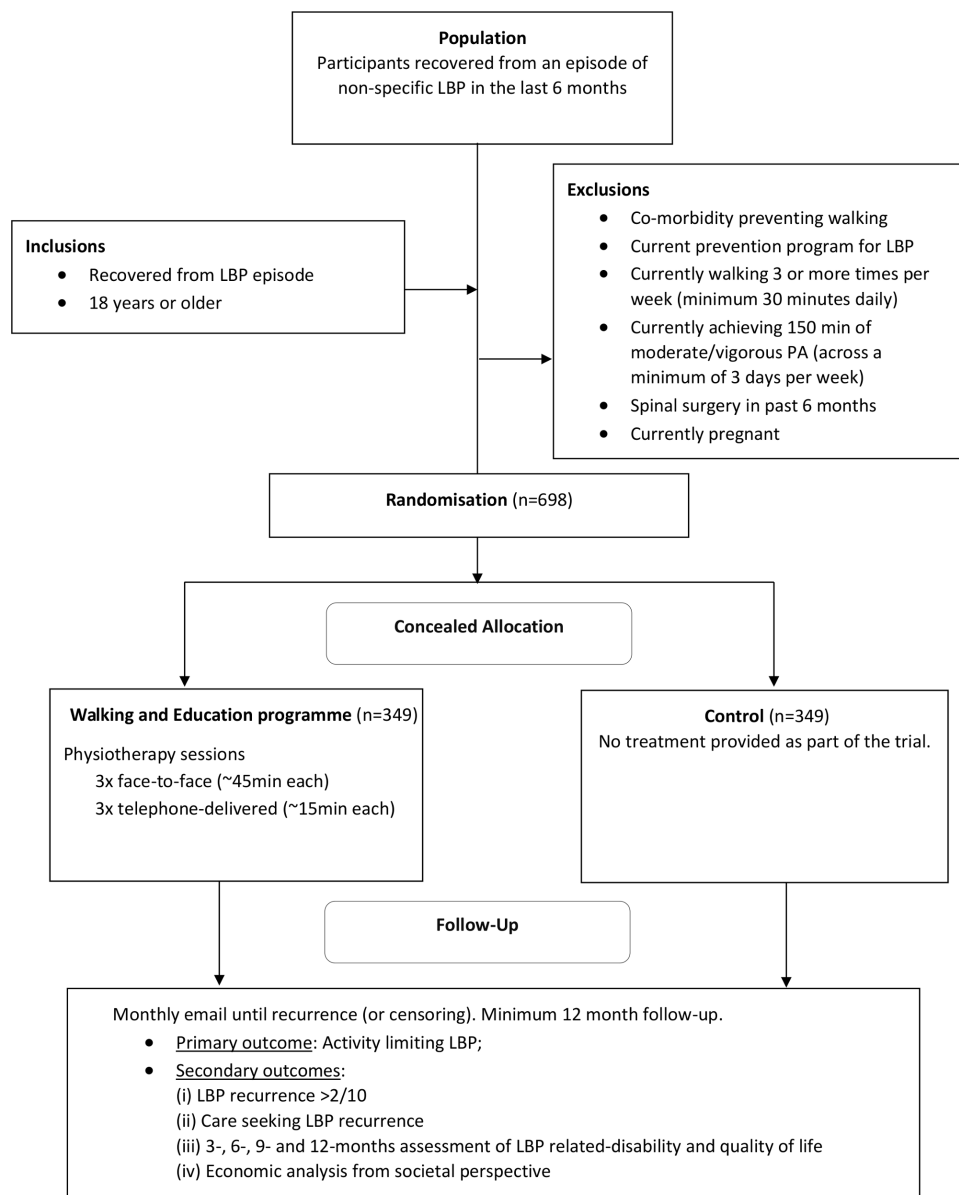 Population
Participants recovered from an episode of
non-specific LBP in the last 6 months
Inclusions
● Recovered from LBP episode
● 18 years or older
Exclusions
● Co-morbidity preventing walking
● Current prevention program for LBP
● Currently walking 3 or more times per
week (minimum 30 minutes daily)
● Currently achieving 150 min of
moderate/vigorous PA (across a
minimum of 3 days per week)
● Spinal surgery in past 6 months
● Currently pregnant
Randomisation (n=698)
Concealed Allocation
Walking and Education programme (n=349)
Physiotherapy sessions
3x face-to-face (~45min each)
3x telephone-delivered (~15min each)
Control (n=349)
No treatment provided as part of the trial.
Follow-Up
Monthly email until recurrence (or censoring). Minimum 12 month follow-up.
● Primary outcome: Activity limiting LBP;
● Secondary outcomes:
(i) LBP recurrence >2/10
(ii) Care seeking LBP recurrence
(iii) 3-, 6-, 9- and 12-months assessment of LBP related-disability and quality of life
(iv) Economic analysis from societal perspective